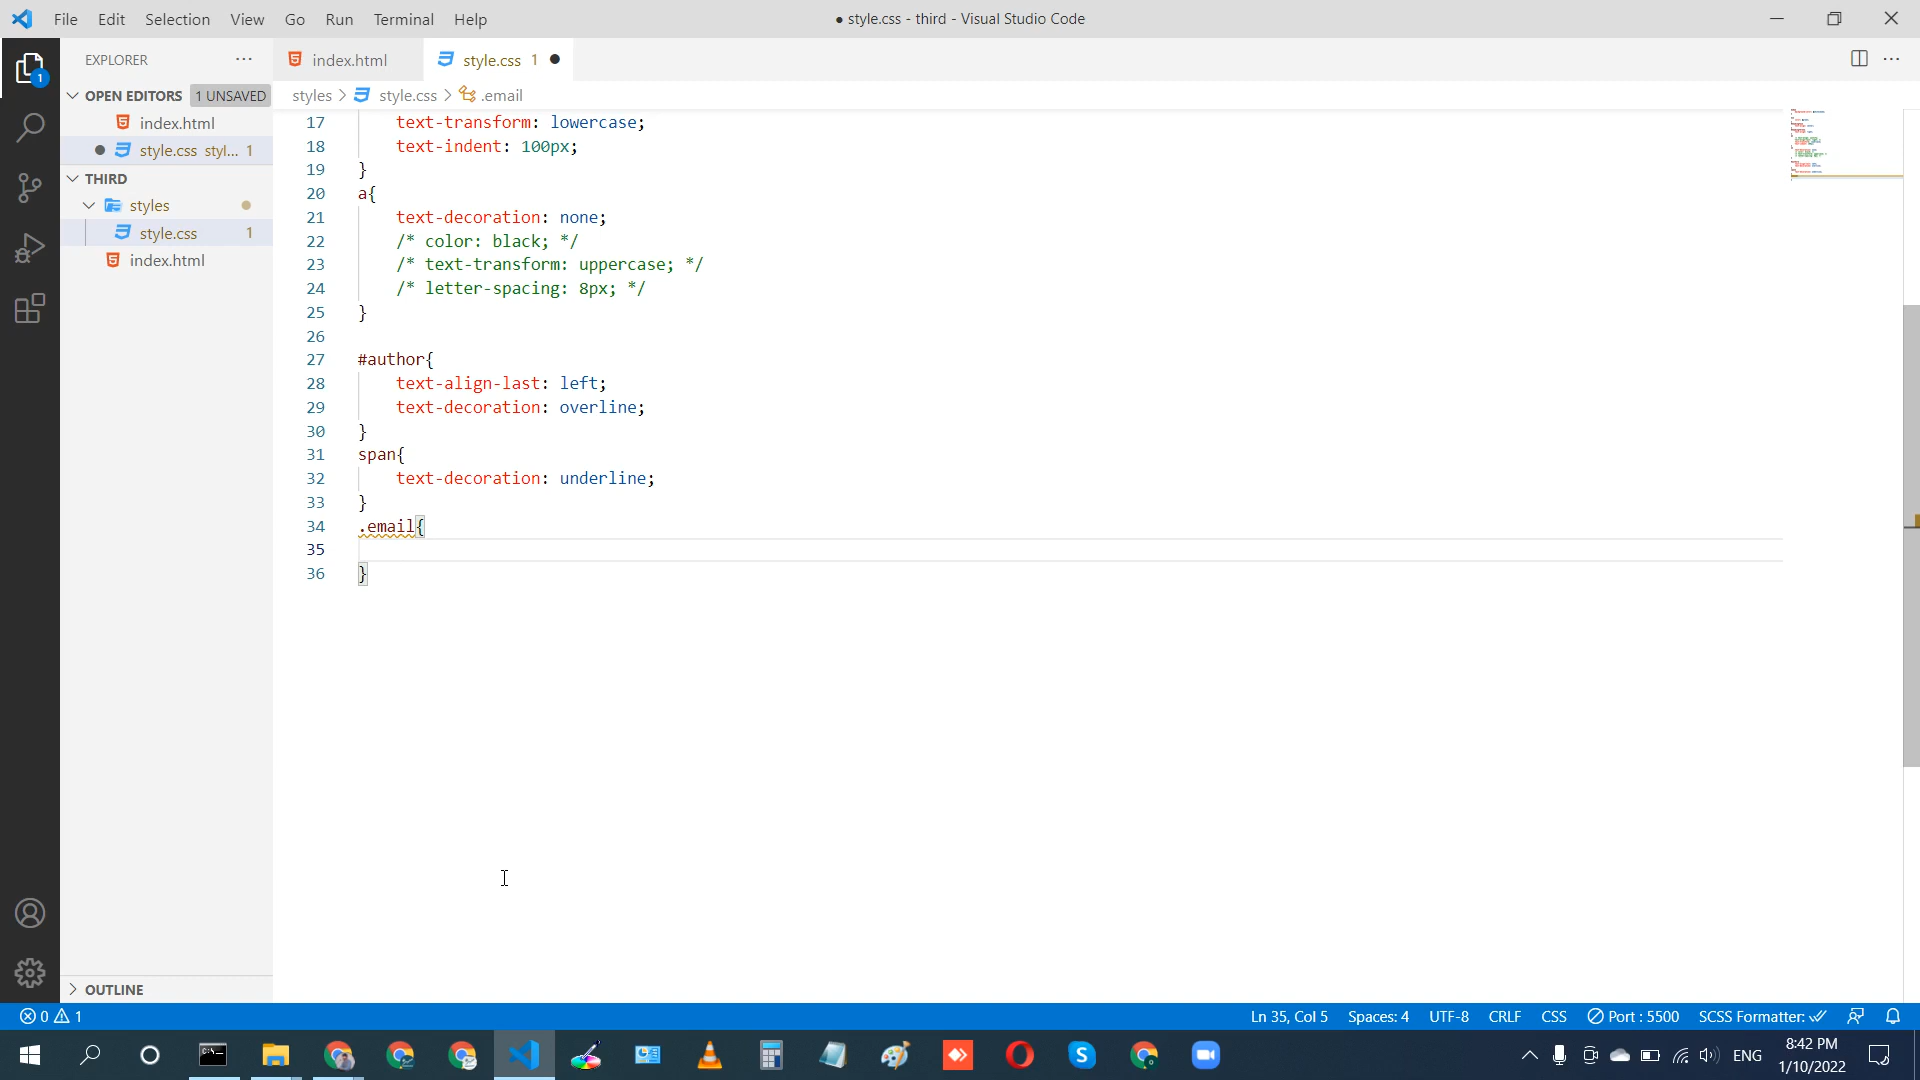 File Edit Selection View Go Run Terminal Help
● style.css - third - Visual Studio Code
EXPLORER
index.html
style.css 1
OPEN EDITORS 1 UNSAVED
styles > style.css > .email
index.html
style.css styl... 1
THIRD
styles
style.css 1
index.html
17 text-transform: lowercase;
18 text-indent: 100px;
19 }
20 a{
21 text-decoration: none;
22 /* color: black; */
23 /* text-transform: uppercase; */
24 /* letter-spacing: 8px; */
25 }
26
27 #author{
28 text-align-last: left;
29 text-decoration: overline;
30 }
31 span{
32 text-decoration: underline;
33 }
34 .email{
35
36 }
OUTLINE
0 1
Ln 35, Col 5 Spaces: 4 UTF-8 CRLF CSS Port : 5500 SCSS Formatter:
ENG
8:42 PM
1/10/2022